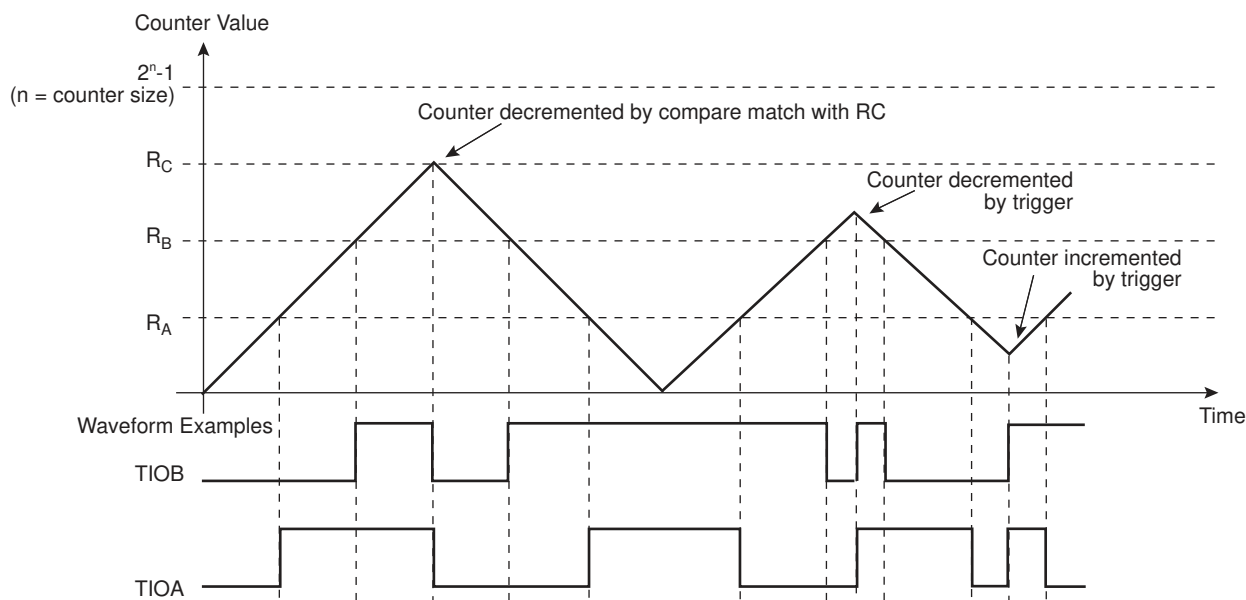 Counter Value
2ⁿ-1
(n = counter size)
Counter decremented by compare match with RC
R_C
Counter decremented
by trigger
R_B
Counter incremented
by trigger
R_A
Time
Waveform Examples
TIOB
TIOA